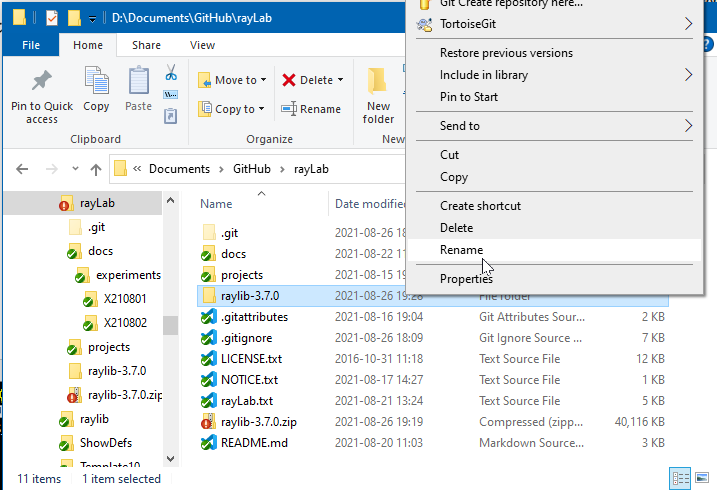 Git Create repository here...
D:\Documents\GitHub\rayLab
TortoiseGit
File Home Share View
Restore previous versions
Include in library
Pin to Start
Send to
Cut
Copy
Create shortcut
Delete
Rename
Properties
Pin to Quick access
Copy
Paste
Move to
Copy to
Delete
Rename
New folder
Clipboard
Organize
New
Documents > GitHub > rayLab
rayLab
.git
docs
experiments
X210801
X210802
projects
raylib-3.7.0
raylib-3.7.0.zip
raylib
ShowDefs
Template10
Name Date modified
.git 2021-08-26 18
docs 2021-08-22 11
projects 2021-08-15 19
raylib-3.7.0 2021-08-26 19:28 File folder
.gitattributes 2021-08-16 19:04 Git Attributes Sour... 2 KB
.gitignore 2021-08-26 18:09 Git Ignore Source ... 7 KB
LICENSE.txt 2016-10-31 11:18 Text Source File 12 KB
NOTICE.txt 2021-08-17 14:27 Text Source File 1 KB
rayLab.txt 2021-08-21 13:24 Text Source File 5 KB
raylib-3.7.0.zip 2021-08-26 19:19 Compressed (zipp... 40,116 KB
README.md 2021-08-20 11:03 Markdown Source... 3 KB
11 items 1 item selected